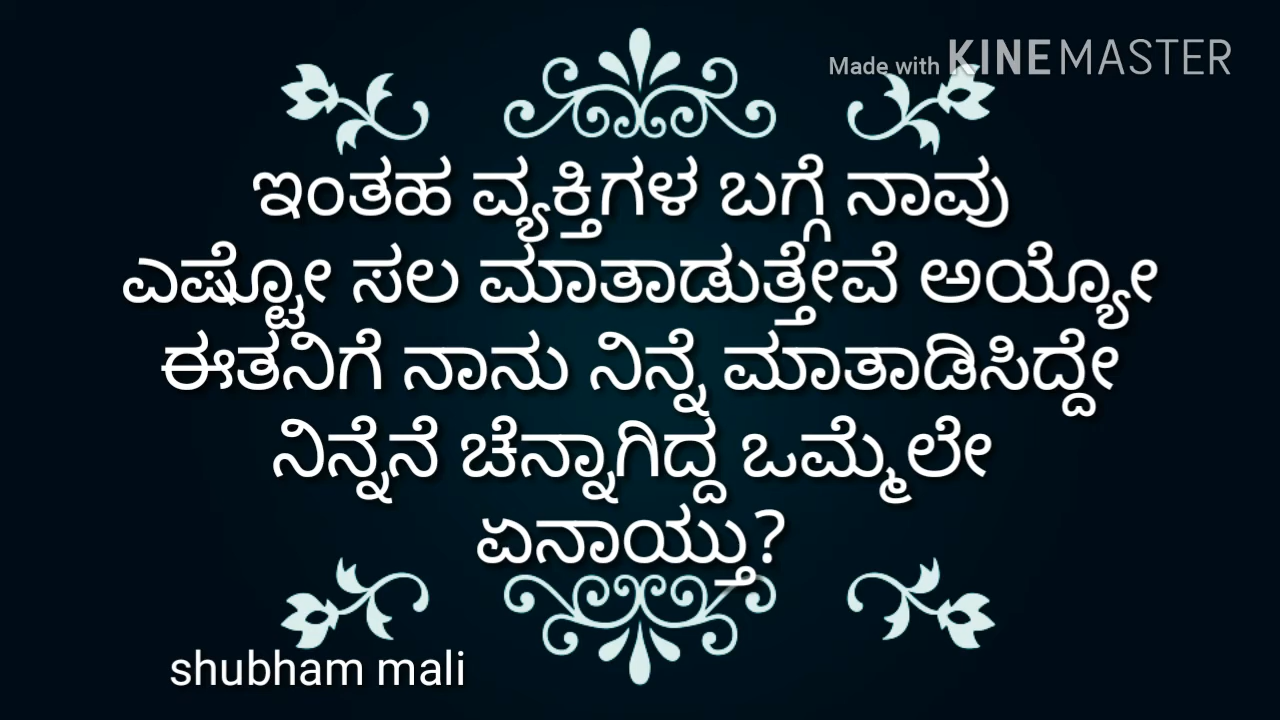 Made with KINEMASTER
ಇಂತಹ ವ್ಯಕ್ತಿಗಳ ಬಗ್ಗೆ ನಾವು
ಎಷ್ಟೋ ಸಲ ಮಾತಾಡುತ್ತೇವೆ ಅಯ್ಯೋ
ಈತನಿಗೆ ನಾನು ನಿನ್ನೆ ಮಾತಾಡಿಸಿದ್ದೇ
ನಿನ್ನೆನೆ ಚೆನ್ನಾಗಿದ್ದ ಒಮ್ಮೆಲೇ
ಏನಾಯ್ತು?
shubham mali